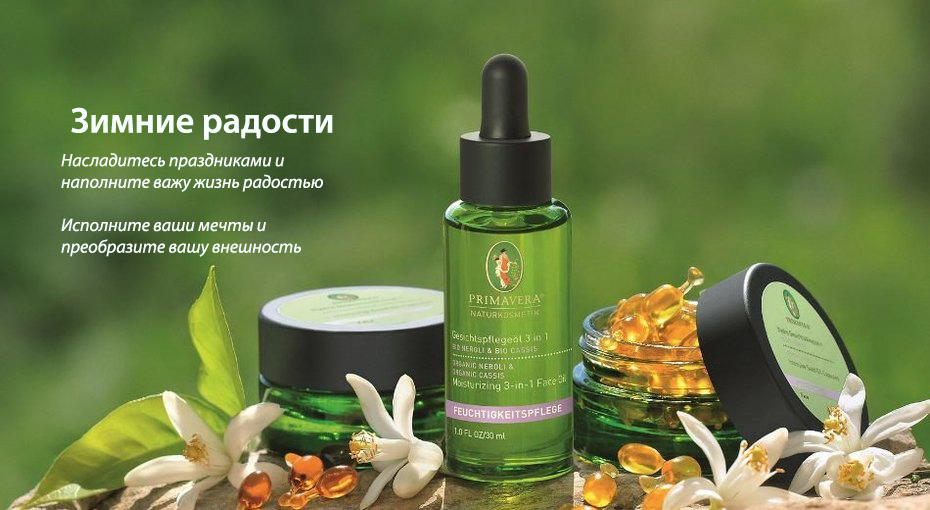 Зимние радости
Насладитесь праздниками и
наполните важу жизнь радостью
Исполните ваши мечты и
преобразите вашу внешность
PRIMAVERA®
NATURKOSMETIK
Gesichtspflegeöl 3 in 1
BIO NEROLI & BIO CASSIS
ORGANIC NEROLI &
ORGANIC CASSIS
Moisturizing 3-in-1 Face Oil
FEUCHTIGKEITSPFLEGE
1.0 FL OZ/30 ml
PRIMAVERA